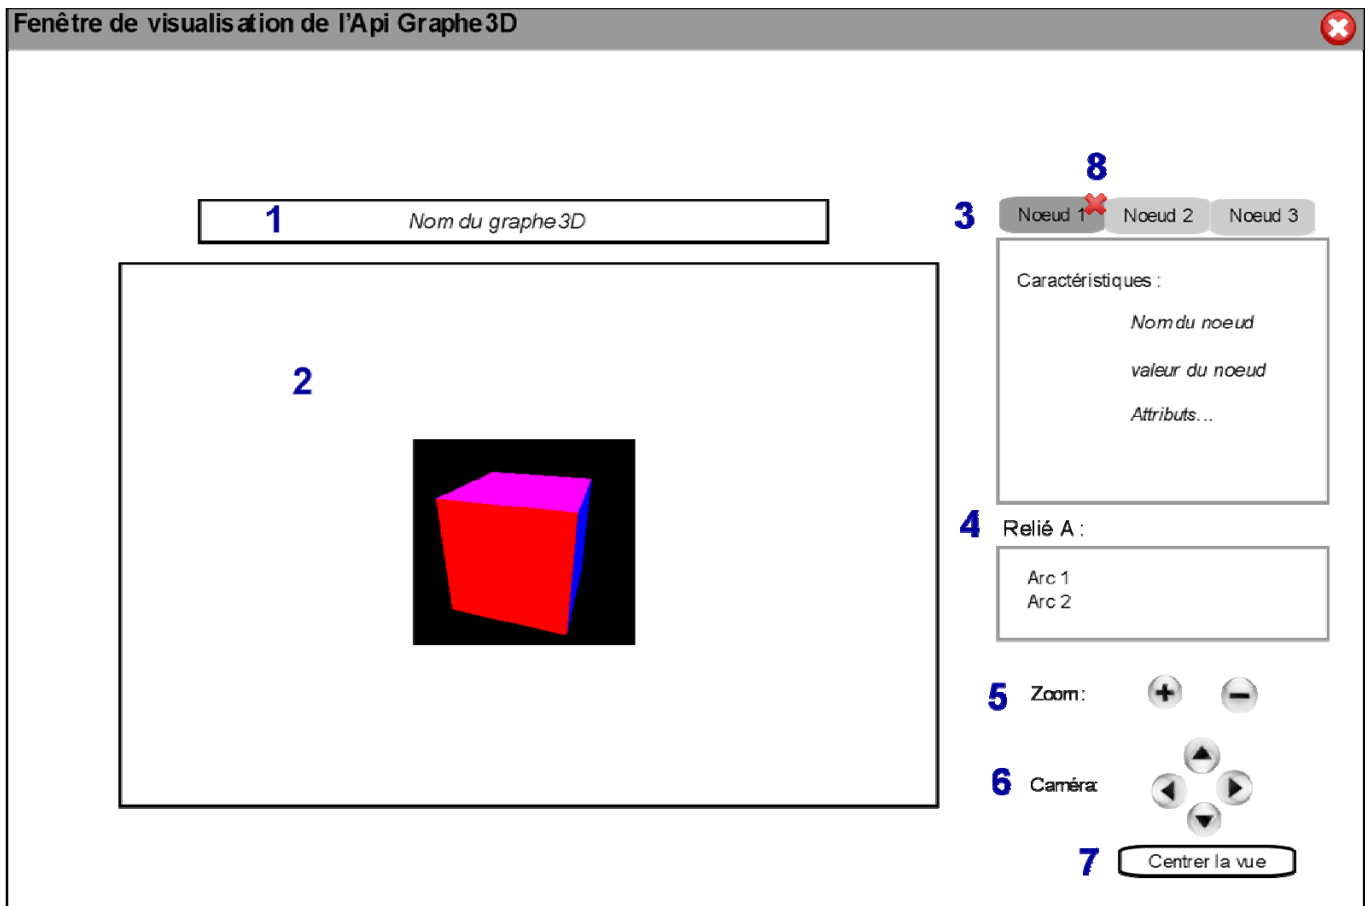 Fenêtre de visualisation de l'Api Graphe3D
8
1 Nom du graphe3D
3 Noeud 1 Noeud 2 Noeud 3
Caractéristiques :
Nom du noeud
valeur du noeud
Attributs...
2
4 Relié A :
Arc 1
Arc 2
5 Zoom :
6 Caméra:
7 Centrer la vue